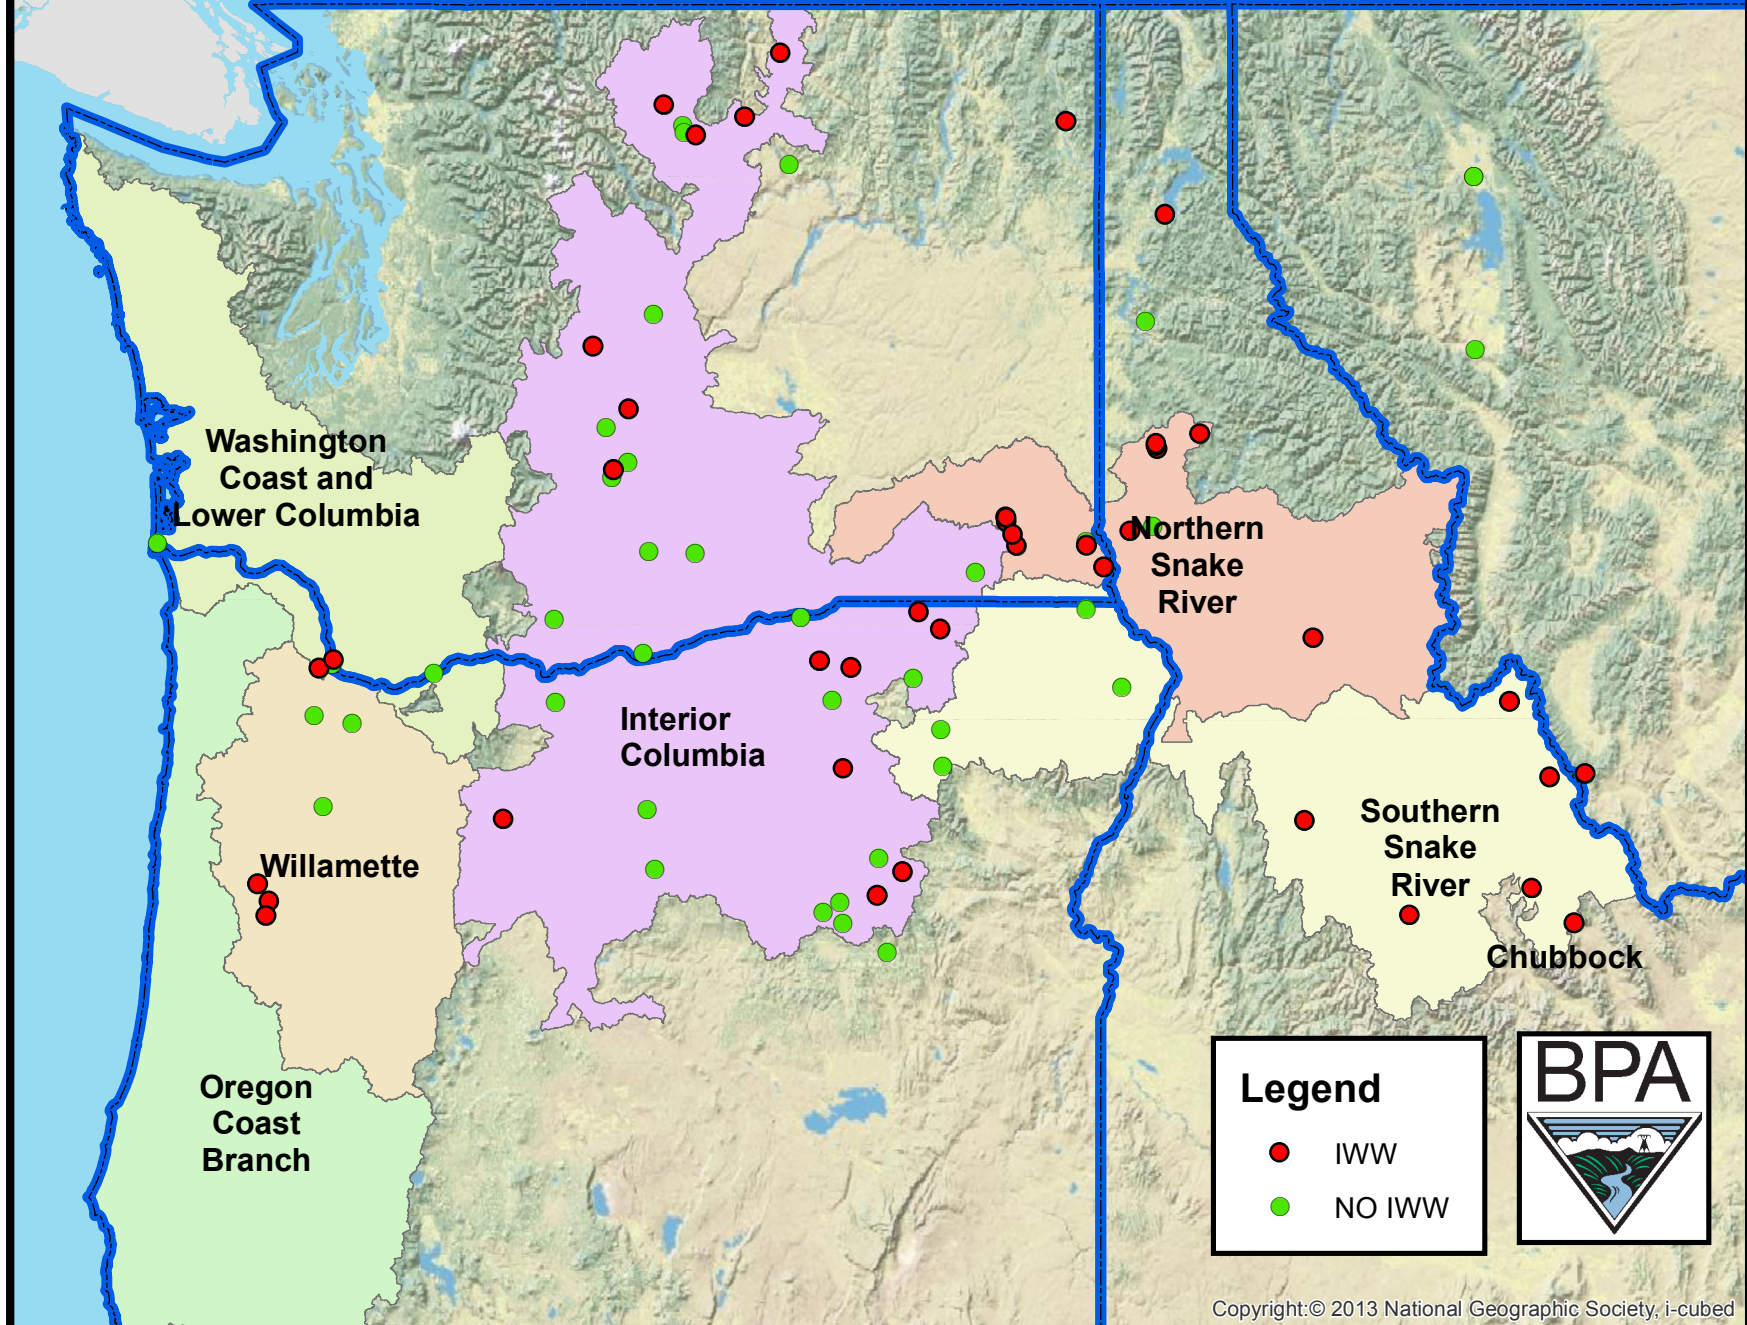 Washington
Coast and
Lower Columbia
Northern
Snake
River
Interior
Columbia
Southern
Snake
River
Willamette
Chubbock
Oregon
Coast
Branch
Legend
IWW
NO IWW
BPA
Copyright:© 2013 National Geographic Society, i-cubed